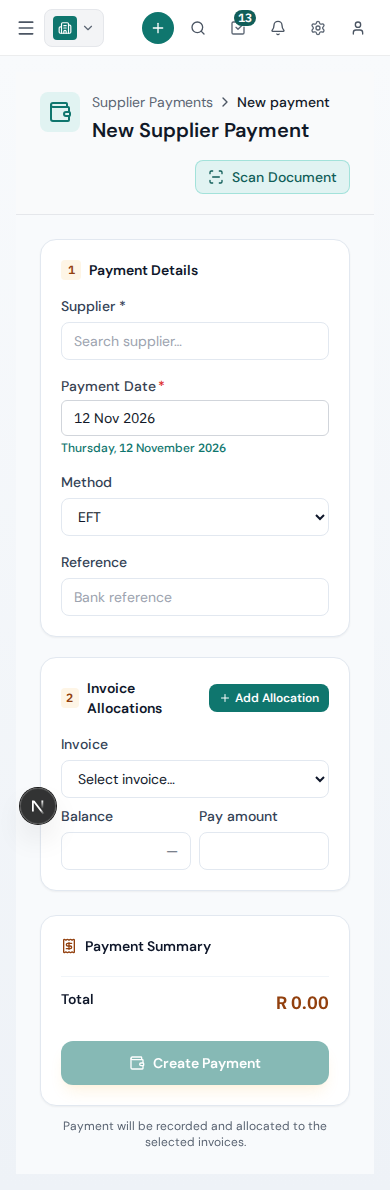 13
Supplier Payments > New payment
New Supplier Payment
Scan Document
1 Payment Details
Supplier *
Search supplier...
Payment Date *
12 Nov 2026
Thursday, 12 November 2026
Method
EFT
Reference
Bank reference
2 Invoice
Allocations
+ Add Allocation
Invoice
Select invoice...
N
Balance Pay amount
—
Payment Summary
Total R 0.00
Create Payment
Payment will be recorded and allocated to the
selected invoices.